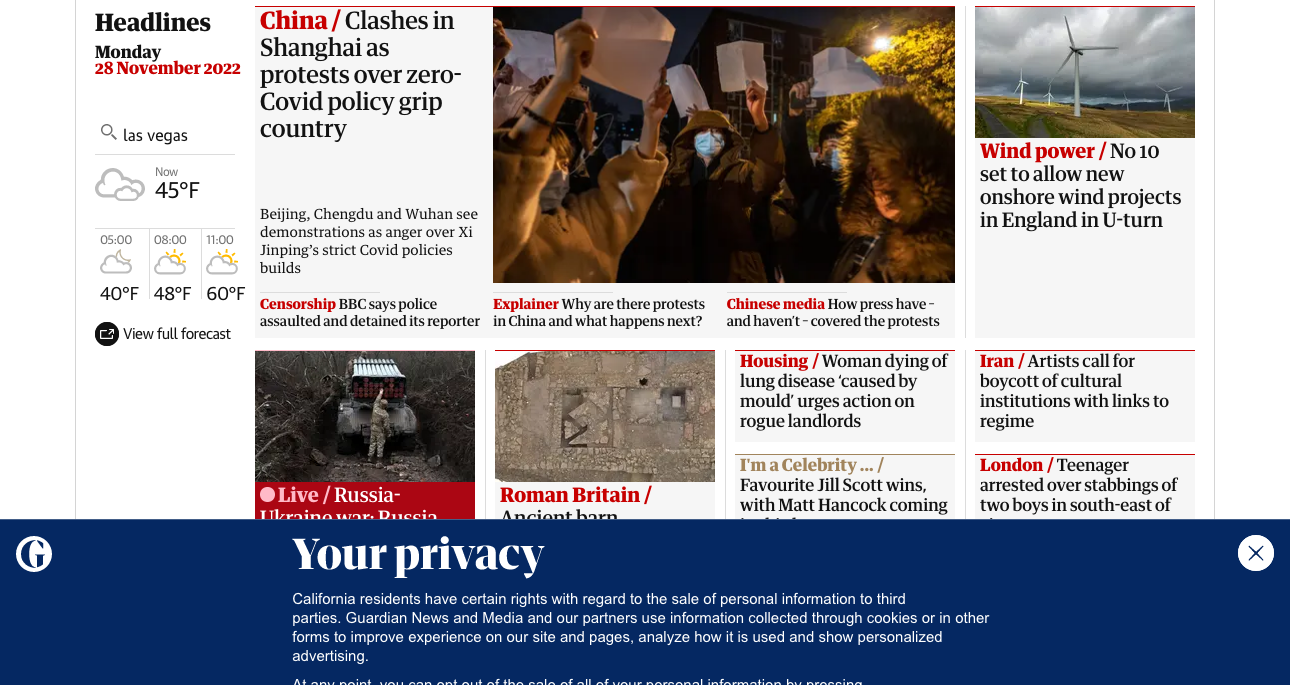 Headlines
Monday
28 November 2022
las vegas
Now
45°F
05:00
08:00
11:00
40°F
48°F
60°F
View full forecast
China / Clashes in
Shanghai as
protests over zero-
Covid policy grip
country
Beijing, Chengdu and Wuhan see
demonstrations as anger over Xi
Jinping’s strict Covid policies
builds
Censorship BBC says police
assaulted and detained its reporter
Explainer Why are there protests
in China and what happens next?
Chinese media How press have –
and haven’t – covered the protests
Wind power / No 10
set to allow new
onshore wind projects
in England in U-turn
Live / Russia-
Ukraine war: Russia
Roman Britain /
Ancient barn
Housing / Woman dying of
lung disease ‘caused by
mould’ urges action on
rogue landlords
I'm a Celebrity ... /
Favourite Jill Scott wins,
with Matt Hancock coming
Iran / Artists call for
boycott of cultural
institutions with links to
regime
London / Teenager
arrested over stabbings of
two boys in south-east of
G
Your privacy
California residents have certain rights with regard to the sale of personal information to third
parties. Guardian News and Media and our partners use information collected through cookies or in other
forms to improve experience on our site and pages, analyze how it is used and show personalized
advertising.
At any point, you can opt out of the sale of all of your personal information by pressing